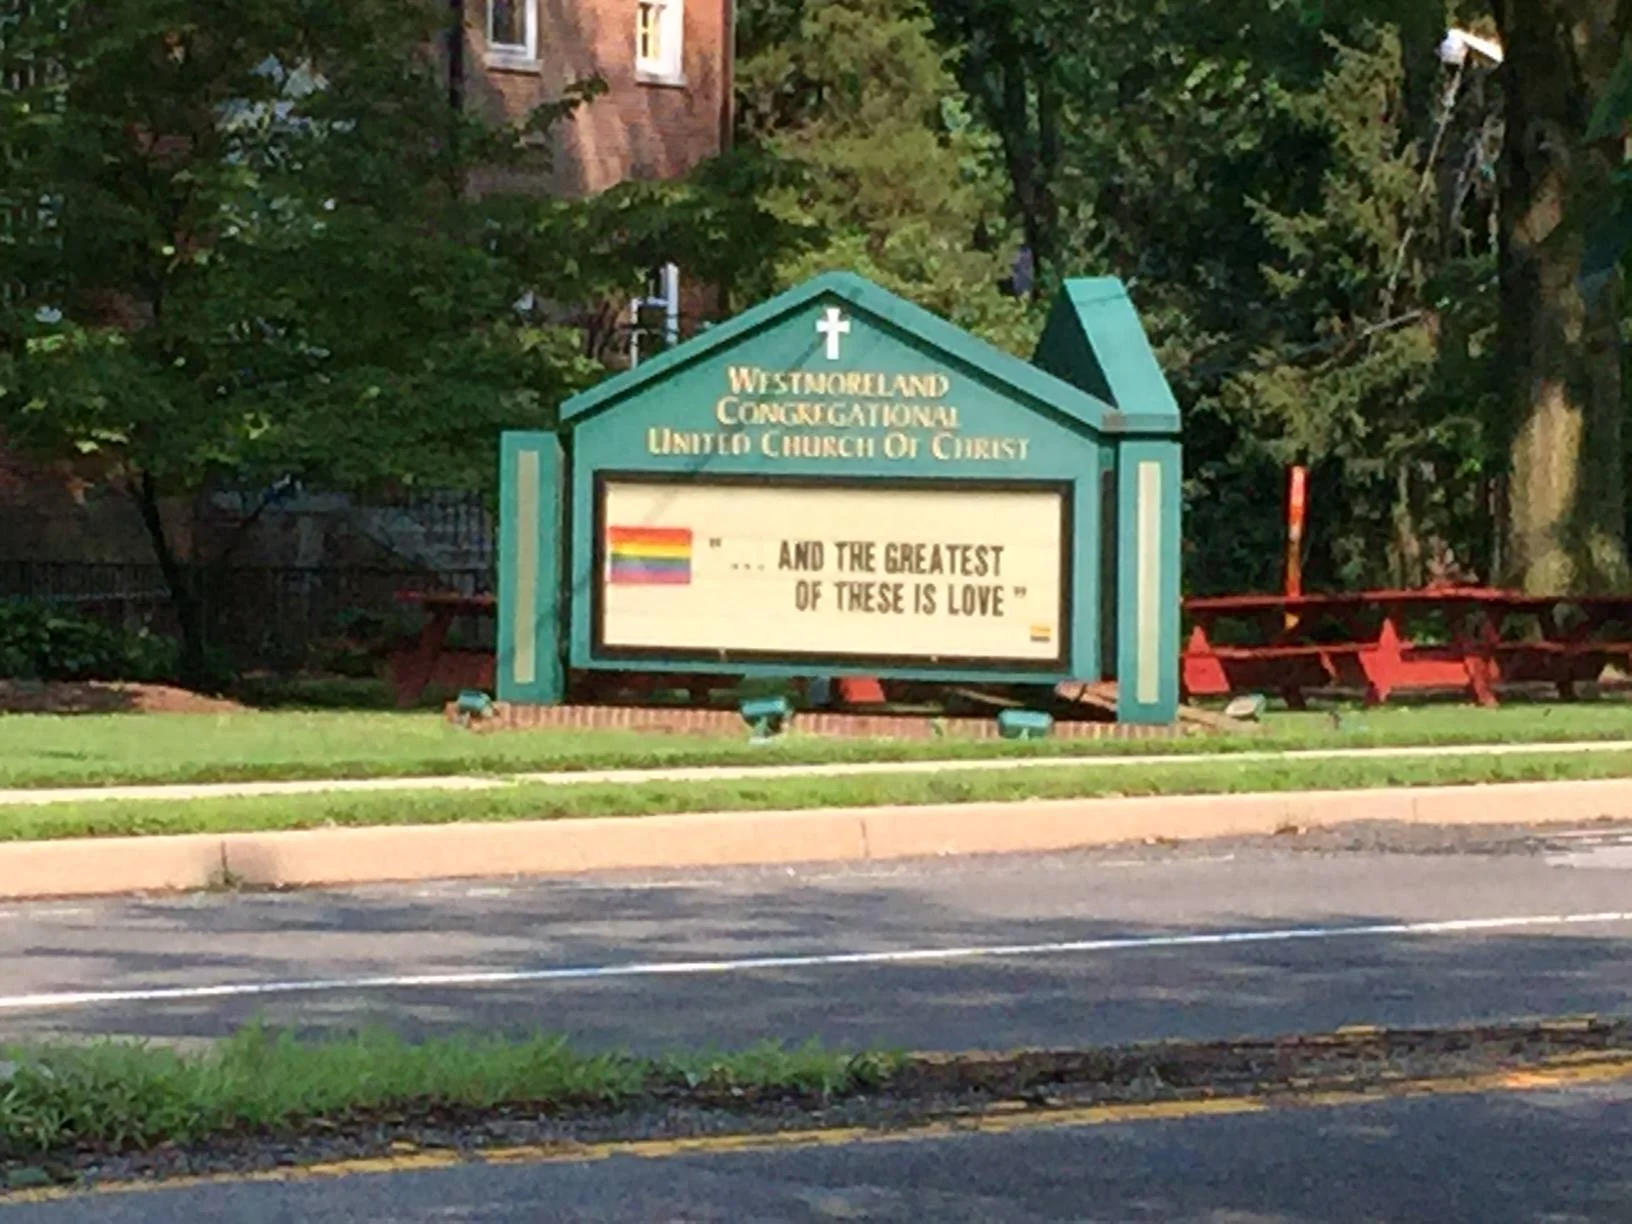 WESTMORELAND
CONGREGATIONAL
UNITED CHURCH OF CHRIST
"... AND THE GREATEST
OF THESE IS LOVE"